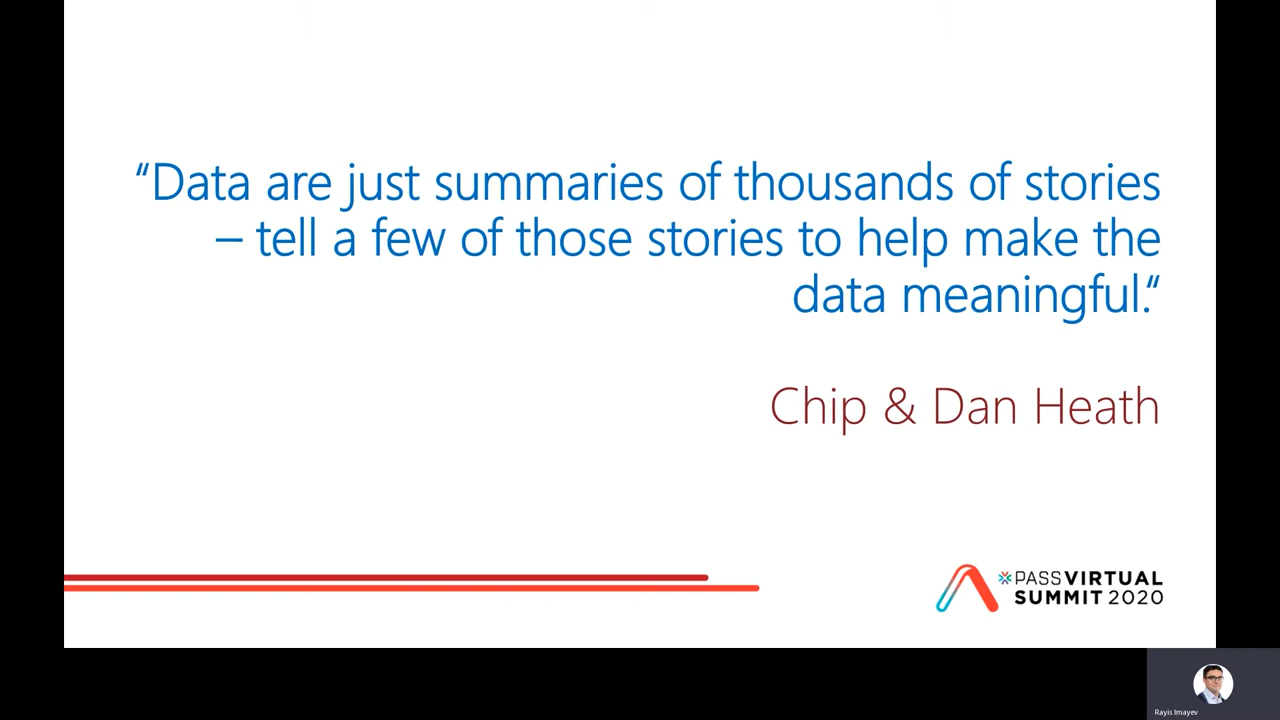 “Data are just summaries of thousands of stories
– tell a few of those stories to help make the
data meaningful.“
Chip & Dan Heath
PASS VIRTUAL
SUMMIT 2020
Rayis Imayev